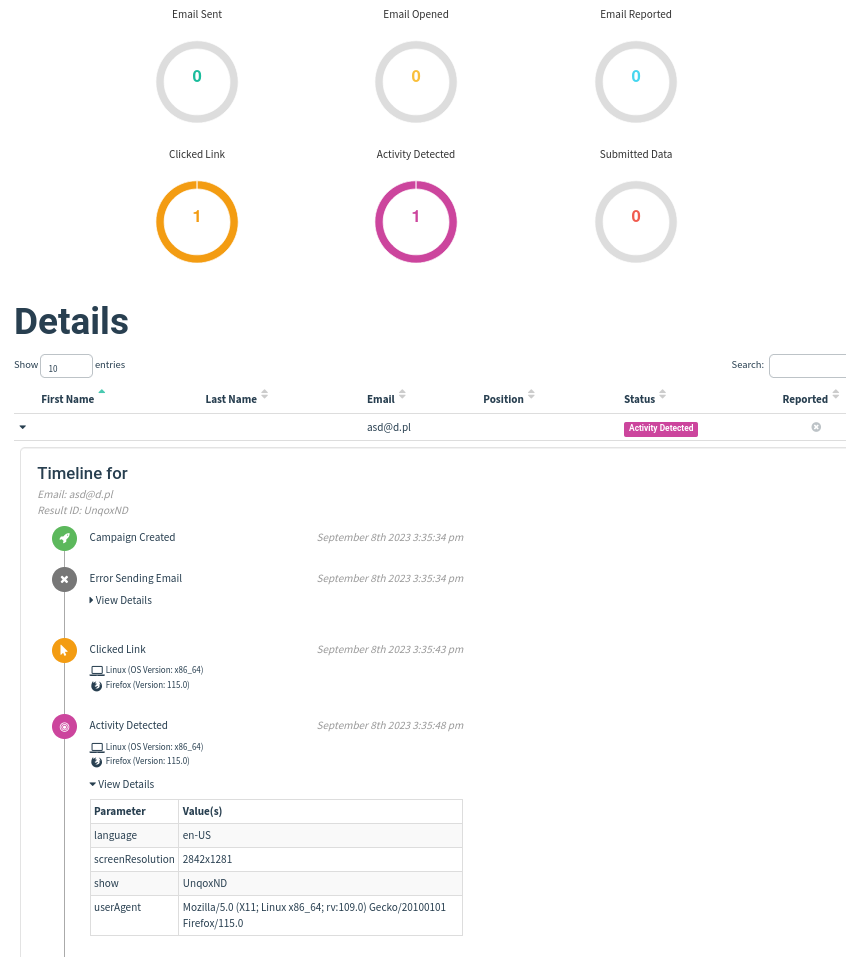 Email Sent Email Opened Email Reported
0 0 0
Clicked Link Activity Detected Submitted Data
1 1 0
Details
Show 10 entries Search:
First Name Last Name Email Position Status Reported
asd@d.pl Activity Detected
Timeline for
Email: asd@d.pl
Result ID: UnqoxND
Campaign Created September 8th 2023 3:35:34 pm
Error Sending Email September 8th 2023 3:35:34 pm
View Details
Clicked Link September 8th 2023 3:35:43 pm
Linux (OS Version: x86_64)
Firefox (Version: 115.0)
Activity Detected September 8th 2023 3:35:48 pm
Linux (OS Version: x86_64)
Firefox (Version: 115.0)
View Details
Parameter Value(s)
language en-US
screenResolution 2842x1281
show UnqoxND
userAgent Mozilla/5.0 (X11; Linux x86_64; rv:109.0) Gecko/20100101
Firefox/115.0